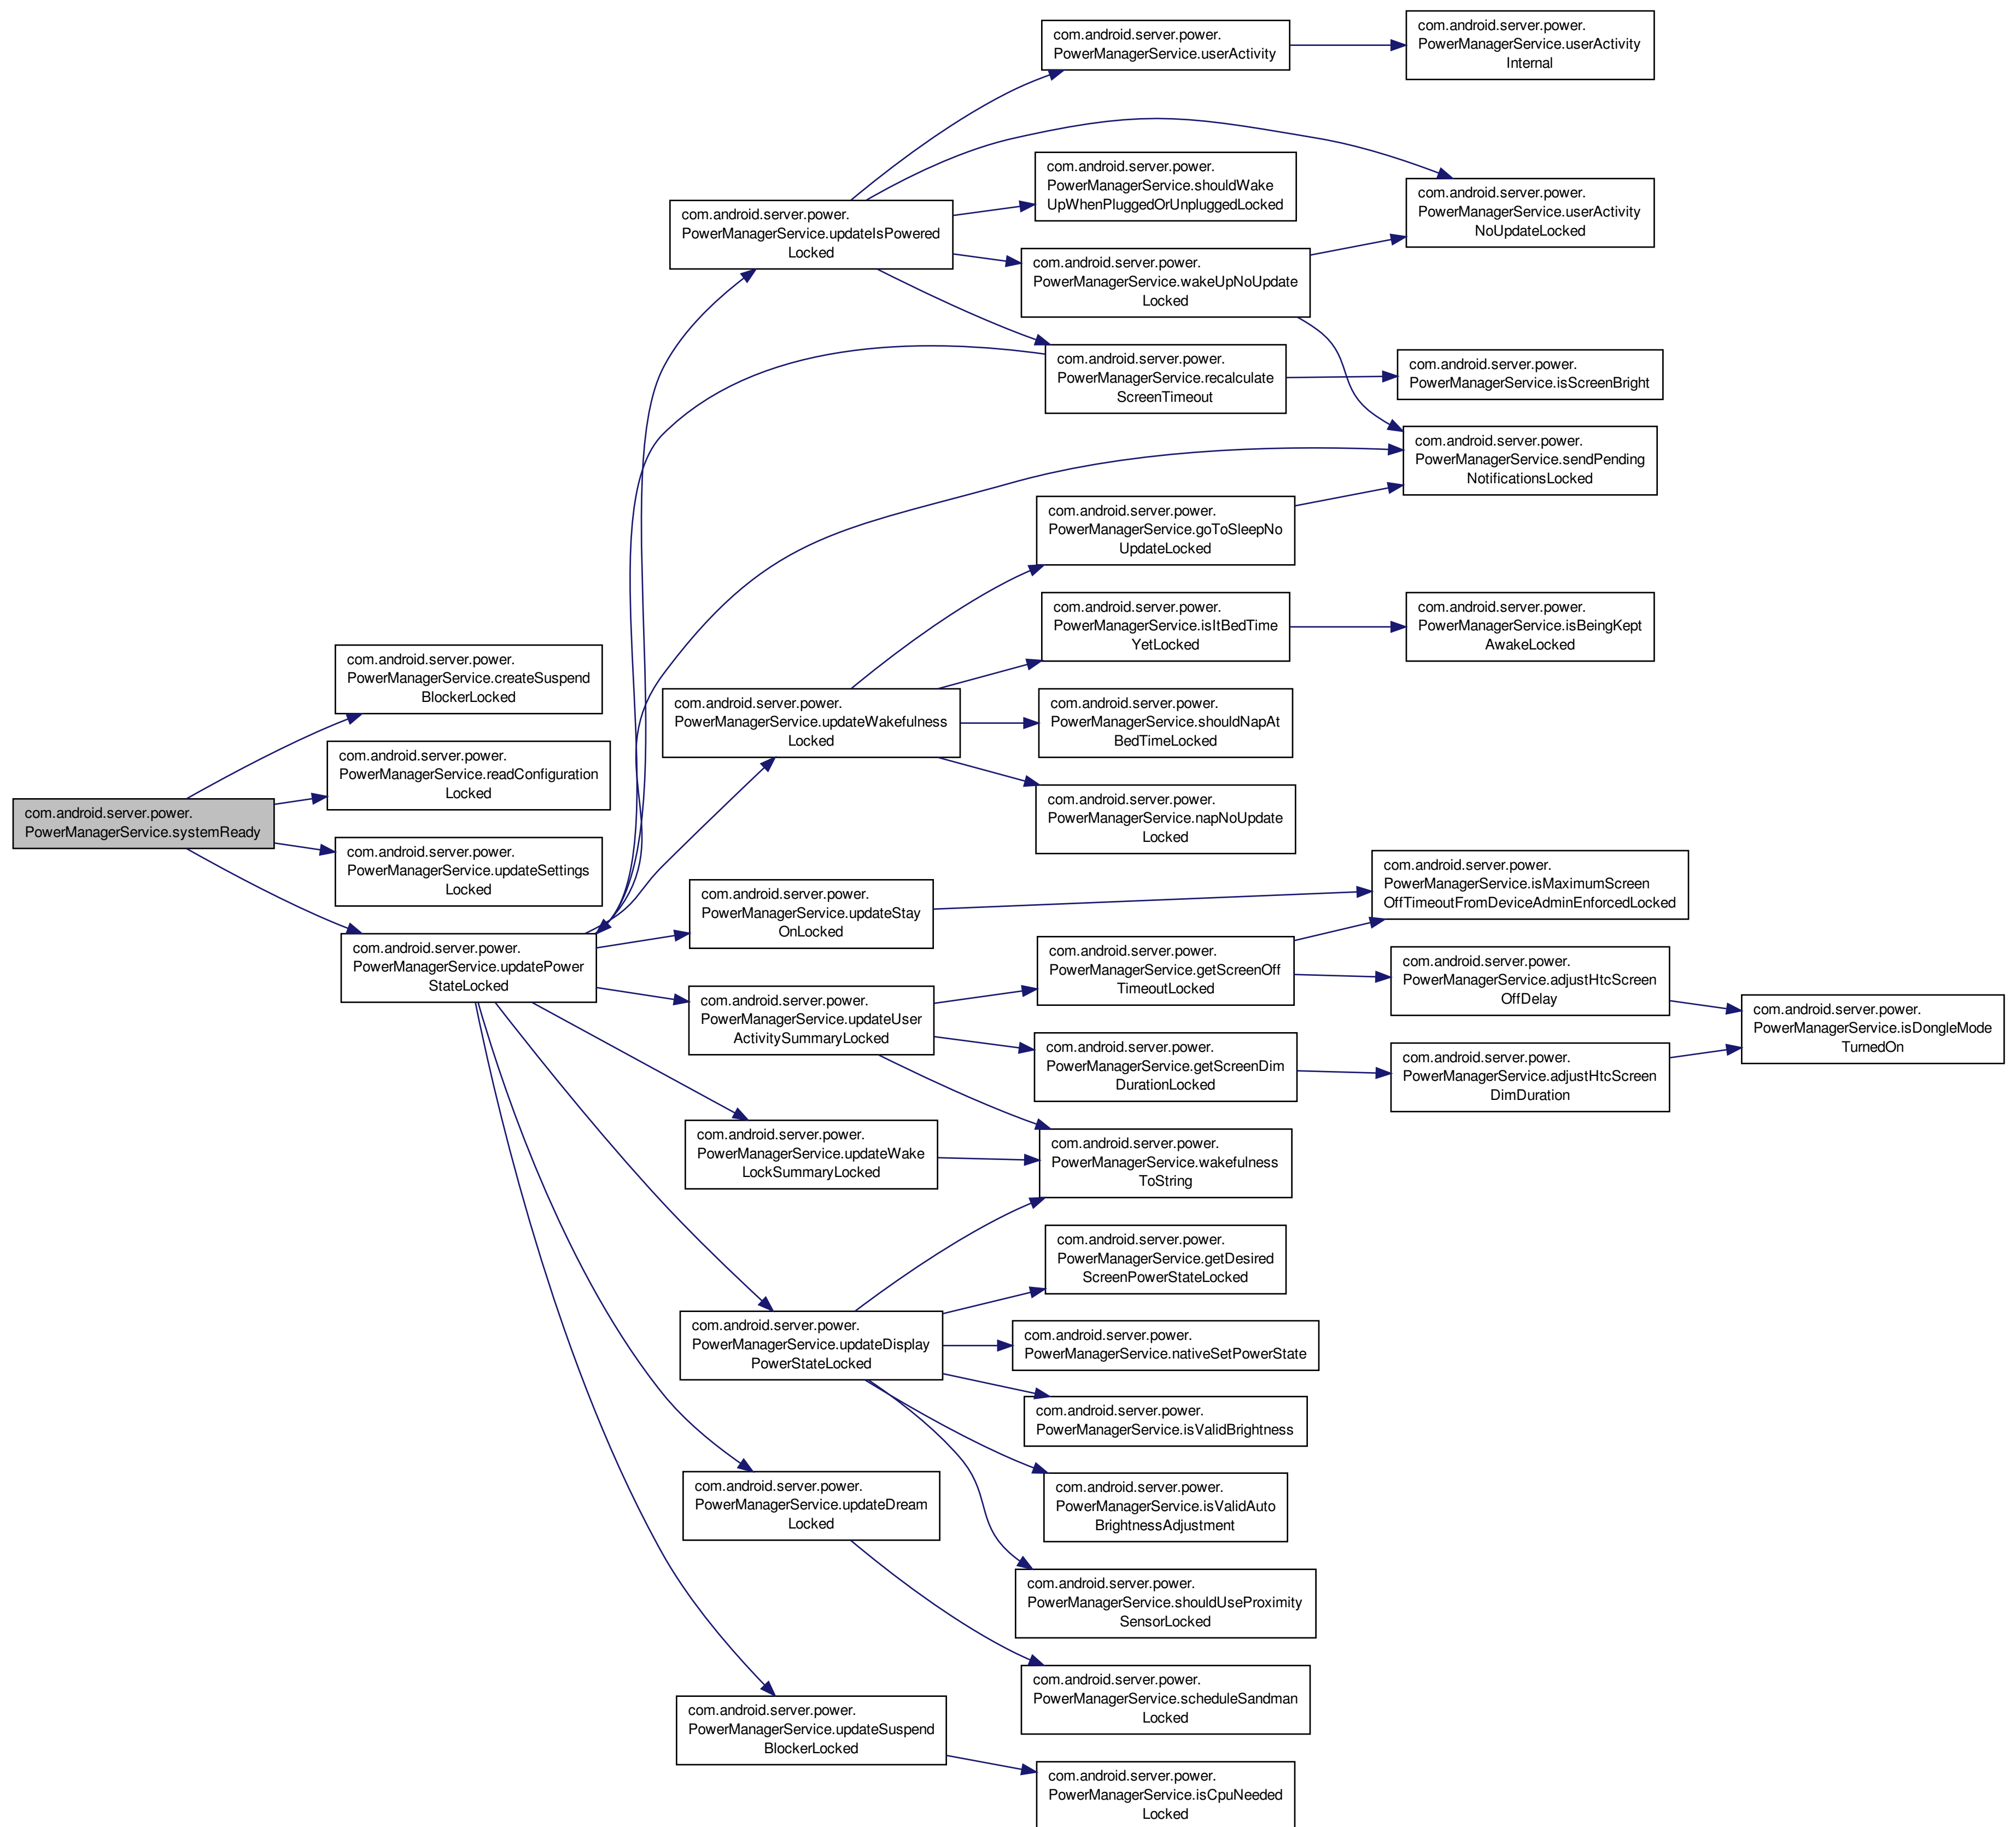 com.android.server.power.
PowerManagerService.systemReady
com.android.server.power.
PowerManagerService.createSuspend
BlockerLocked
com.android.server.power.
PowerManagerService.readConfiguration
Locked
com.android.server.power.
PowerManagerService.updateSettings
Locked
com.android.server.power.
PowerManagerService.updatePower
StateLocked
com.android.server.power.
PowerManagerService.updateIsPowered
Locked
com.android.server.power.
PowerManagerService.updateWakefulness
Locked
com.android.server.power.
PowerManagerService.updateStay
OnLocked
com.android.server.power.
PowerManagerService.updateUser
ActivitySummaryLocked
com.android.server.power.
PowerManagerService.updateWake
LockSummaryLocked
com.android.server.power.
PowerManagerService.updateDisplay
PowerStateLocked
com.android.server.power.
PowerManagerService.updateDream
Locked
com.android.server.power.
PowerManagerService.updateSuspend
BlockerLocked
com.android.server.power.
PowerManagerService.userActivity
com.android.server.power.
PowerManagerService.shouldWake
UpWhenPluggedOrUnpluggedLocked
com.android.server.power.
PowerManagerService.wakeUpNoUpdate
Locked
com.android.server.power.
PowerManagerService.recalculate
ScreenTimeout
com.android.server.power.
PowerManagerService.goToSleepNo
UpdateLocked
com.android.server.power.
PowerManagerService.isItBedTime
YetLocked
com.android.server.power.
PowerManagerService.shouldNapAt
BedTimeLocked
com.android.server.power.
PowerManagerService.napNoUpdate
Locked
com.android.server.power.
PowerManagerService.getScreenOff
TimeoutLocked
com.android.server.power.
PowerManagerService.getScreenDim
DurationLocked
com.android.server.power.
PowerManagerService.wakefulness
ToString
com.android.server.power.
PowerManagerService.getDesired
ScreenPowerStateLocked
com.android.server.power.
PowerManagerService.nativeSetPowerState
com.android.server.power.
PowerManagerService.isValidBrightness
com.android.server.power.
PowerManagerService.isValidAuto
BrightnessAdjustment
com.android.server.power.
PowerManagerService.shouldUseProximity
SensorLocked
com.android.server.power.
PowerManagerService.scheduleSandman
Locked
com.android.server.power.
PowerManagerService.isCpuNeeded
Locked
com.android.server.power.
PowerManagerService.userActivity
Internal
com.android.server.power.
PowerManagerService.userActivity
NoUpdateLocked
com.android.server.power.
PowerManagerService.isScreenBright
com.android.server.power.
PowerManagerService.sendPending
NotificationsLocked
com.android.server.power.
PowerManagerService.isBeingKept
AwakeLocked
com.android.server.power.
PowerManagerService.isMaximumScreen
OffTimeoutFromDeviceAdminEnforcedLocked
com.android.server.power.
PowerManagerService.adjustHtcScreen
OffDelay
com.android.server.power.
PowerManagerService.adjustHtcScreen
DimDuration
com.android.server.power.
PowerManagerService.isDongleMode
TurnedOn